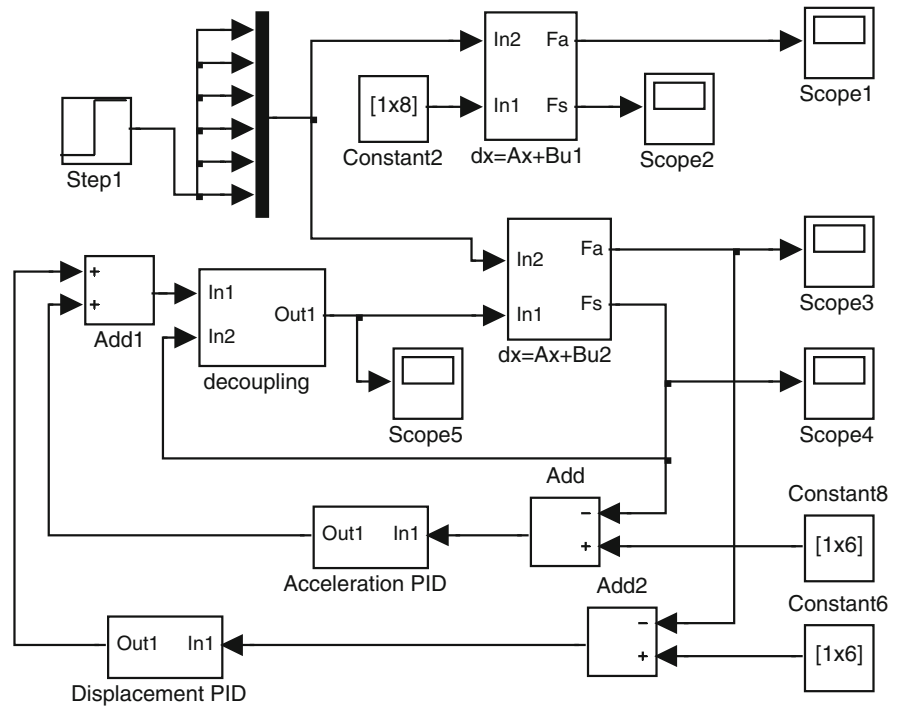 In2
Fa
Scope1
[1x8]
In1
Fs
Constant2
dx=Ax+Bu1
Scope2
Step1
In2
Fa
Scope3
+
In1
Out1
In1
Fs
+
In2
Add1
dx=Ax+Bu2
decoupling
Scope5
Scope4
Add
Constant8
−
Out1
In1
+
[1x6]
Acceleration PID
Add2
Constant6
−
Out1
In1
+
[1x6]
Displacement PID